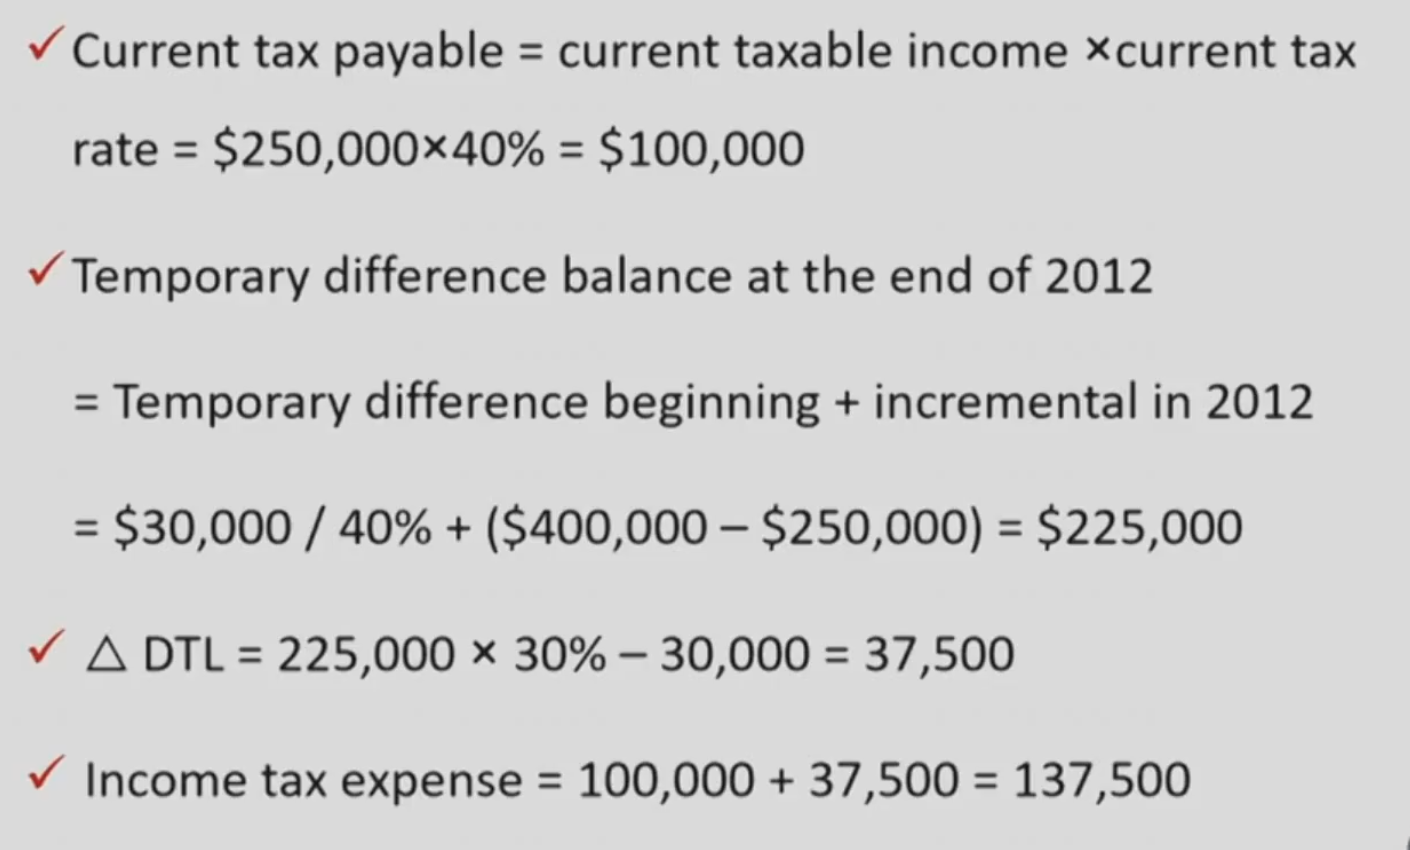 ✓Current tax payable = current taxable income ×current tax
rate = $250,000×40% = $100,000
✓Temporary difference balance at the end of 2012
= Temporary difference beginning + incremental in 2012
= $30,000 / 40% + ($400,000 – $250,000) = $225,000
✓ △ DTL = 225,000 × 30% – 30,000 = 37,500
✓ Income tax expense = 100,000 + 37,500 = 137,500